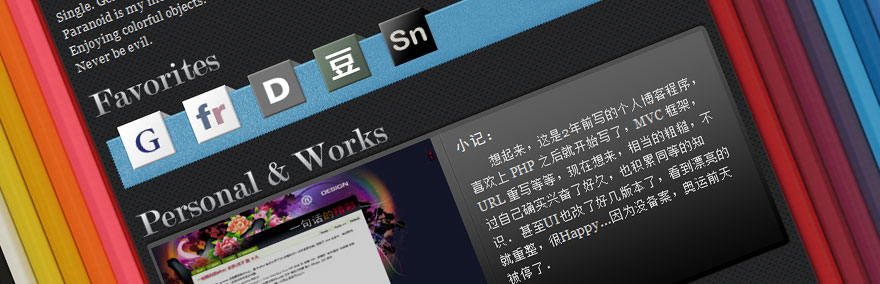 Single.
Paranoid is my
Enjoying colorful objects.
Never be evil.
Favorites
G
fr
D
豆
Sn
Personal & Works
DESIGN
一句话的
小记：
想起来，这是2年前写的个人博客程序，
喜欢上 PHP 之后就开始写了，MVC 框架，
URL 重写等等，现在想来，相当的粗糙，不
过自己确实兴奋了好久，也积累同等的知
识．甚至UI也改了好几版本了，看到漂亮的
就重整，很Happy...因为没备案，奥运前天
被停了．